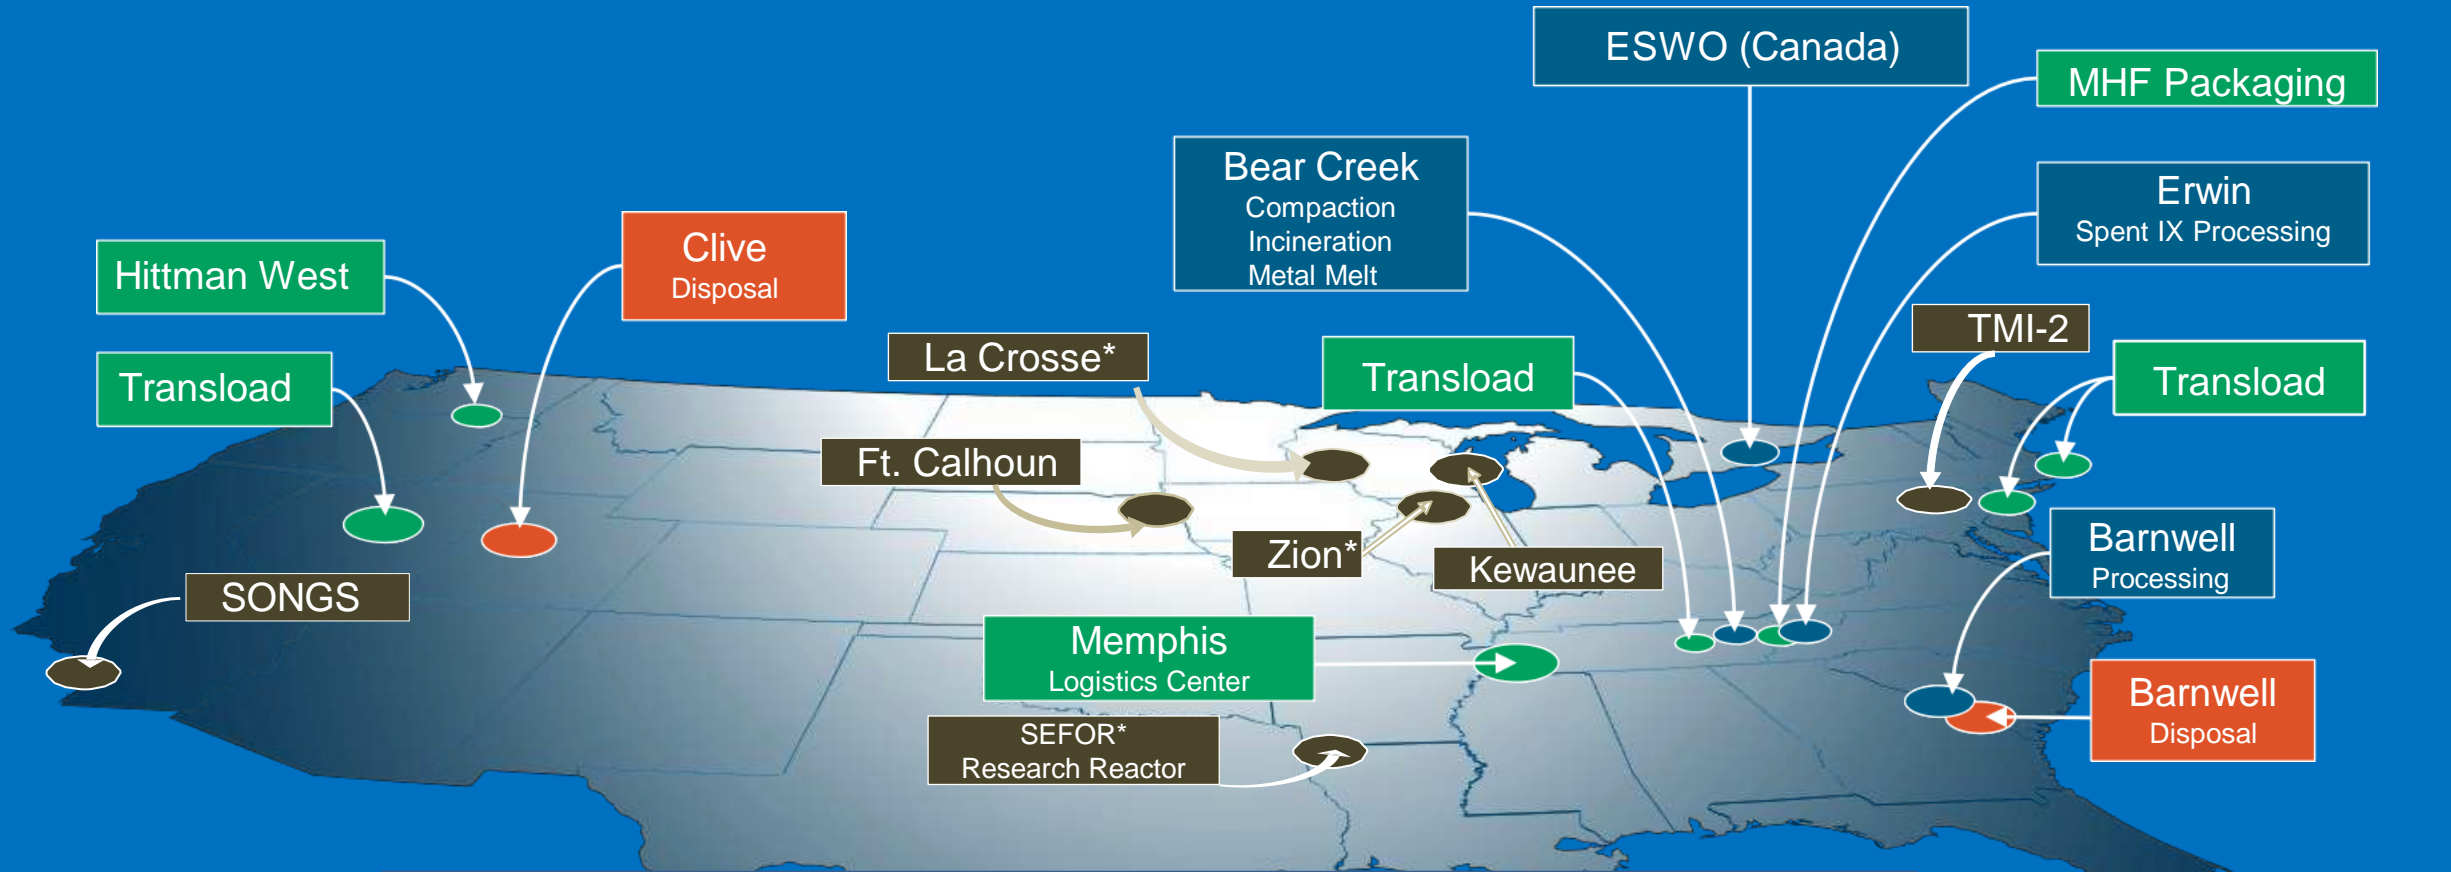 ESWO (Canada)
MHF Packaging
Bear Creek
Compaction
Incineration
Metal Melt
Erwin
Spent IX Processing
Hittman West
Clive
Disposal
TMI-2
La Crosse*
Transload
Transload
Transload
Ft. Calhoun
Zion*
Kewaunee
Barnwell
Processing
SONGS
Memphis
Logistics Center
Barnwell
Disposal
SEFOR*
Research Reactor